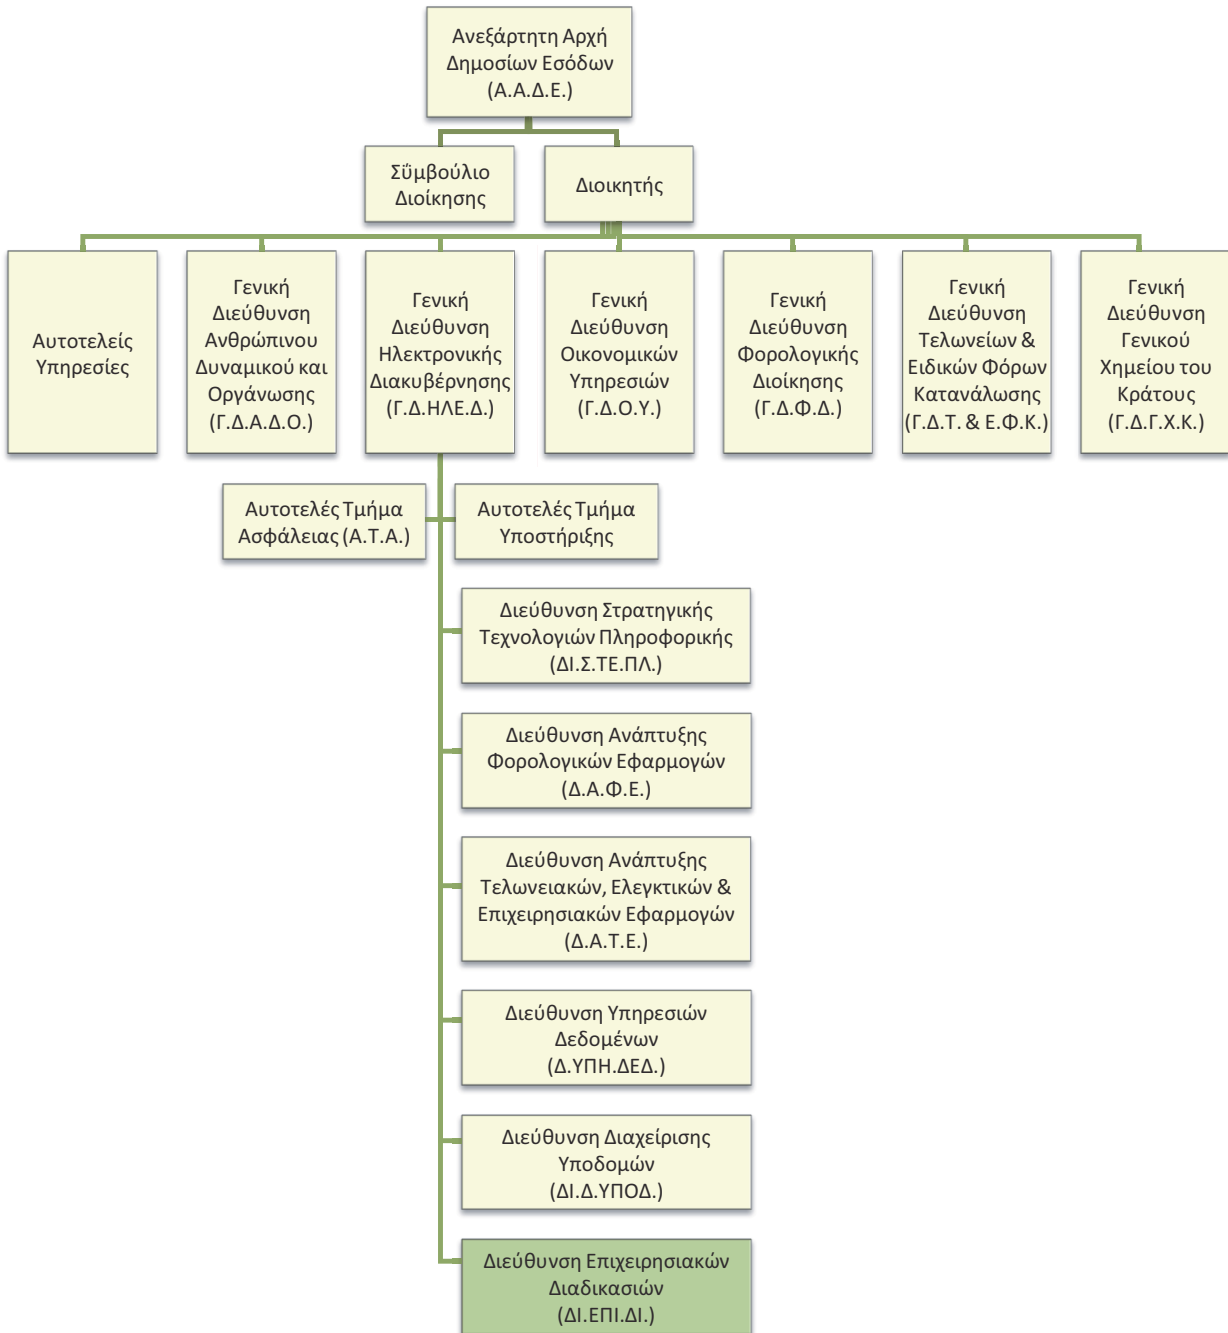 Ανεξάρτητη Αρχή
Δημοσίων Εσόδων
(Α.Α.Δ.Ε.)
Σΰμβούλιο
Διοίκησης
Διοικητής
Αυτοτελείς
Υπηρεσίες
Γενική
Διεύθυνση
Ανθρώπινου
Δυναμικού και
Οργάνωσης
(Γ.Δ.Α.Δ.Ο.)
Γενική
Διεύθυνση
Ηλεκτρονικής
Διακυβέρνησης
(Γ.Δ.ΗΛΕ.Δ.)
Γενική
Διεύθυνση
Οικονομικών
Υπηρεσιών
(Γ.Δ.Ο.Υ.)
Γενική
Διεύθυνση
Φορολογικής
Διοίκησης
(Γ.Δ.Φ.Δ.)
Γενική
Διεύθυνση
Τελωνείων &
Ειδικών Φόρων
Κατανάλωσης
(Γ.Δ.Τ. & Ε.Φ.Κ.)
Γενική
Διεύθυνση
Γενικού
Χημείου του
Κράτους
(Γ.Δ.Γ.Χ.Κ.)
Αυτοτελές Τμήμα
Ασφάλειας (Α.Τ.Α.)
Αυτοτελές Τμήμα
Υποστήριξης
Διεύθυνση Στρατηγικής
Τεχνολογιών Πληροφορικής
(ΔΙ.Σ.ΤΕ.ΠΛ.)
Διεύθυνση Ανάπτυξης
Φορολογικών Εφαρμογών
(Δ.Α.Φ.Ε.)
Διεύθυνση Ανάπτυξης
Τελωνειακών, Ελεγκτικών &
Επιχειρησιακών Εφαρμογών
(Δ.Α.Τ.Ε.)
Διεύθυνση Υπηρεσιών
Δεδομένων
(Δ.ΥΠΗ.ΔΕΔ.)
Διεύθυνση Διαχείρισης
Υποδομών
(ΔΙ.Δ.ΥΠΟΔ.)
Διεύθυνση Επιχειρησιακών
Διαδικασιών
(ΔΙ.ΕΠΙ.ΔΙ.)